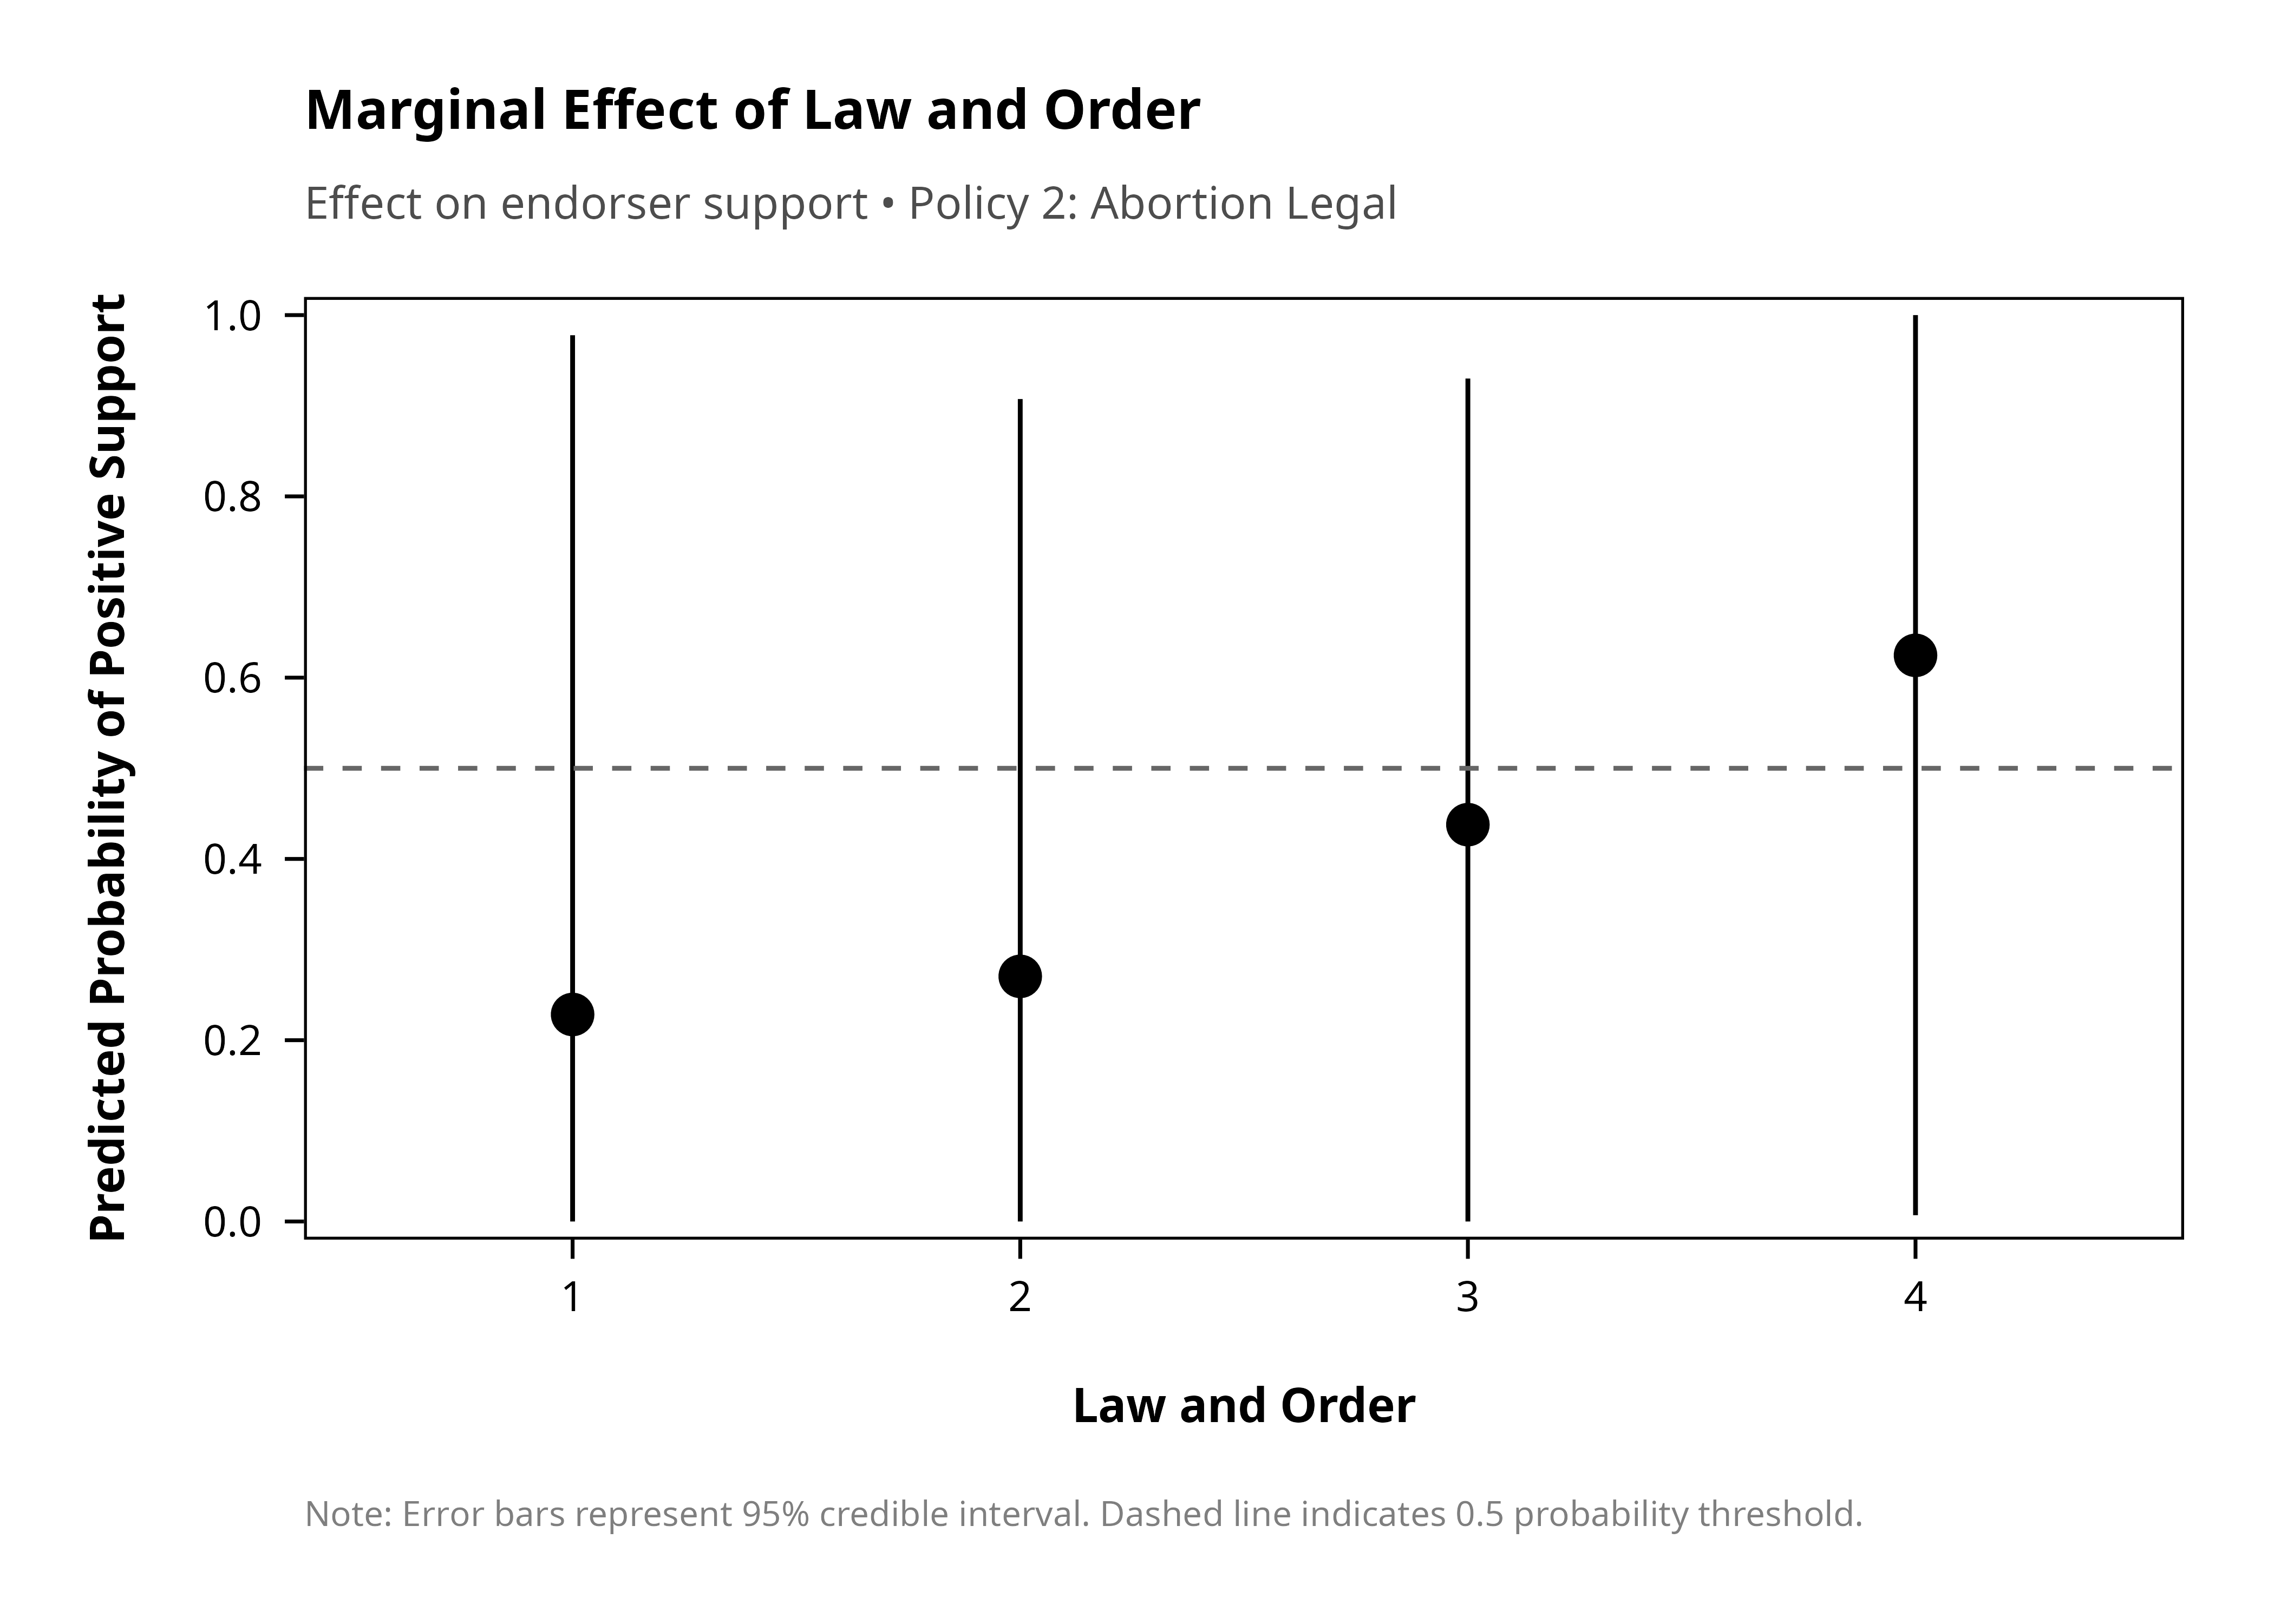 Marginal Effect of Law and Order
Effect on endorser support • Policy 2: Abortion Legal
Predicted Probability of Positive Support
1.0
0.8
0.6
0.4
0.2
0.0
1
2
3
4
Law and Order
Note: Error bars represent 95% credible interval. Dashed line indicates 0.5 probability threshold.